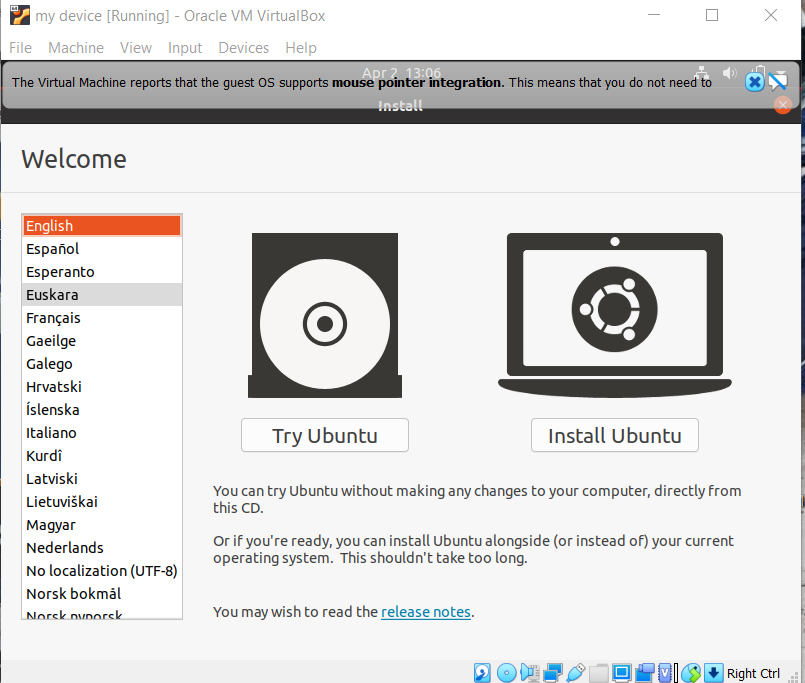 my device [Running] - Oracle VM VirtualBox
File Machine View Input Devices Help
Apr 2 13:06
The Virtual Machine reports that the guest OS supports mouse pointer integration. This means that you do not need to
Install
Welcome
English
Español
Esperanto
Euskara
Français
Gaeilge
Galego
Hrvatski
Íslenska
Italiano
Kurdî
Latviski
Lietuviškai
Magyar
Nederlands
No localization (UTF-8)
Norsk bokmål
Norsk nynorsk
Try Ubuntu
Install Ubuntu
You can try Ubuntu without making any changes to your computer, directly from
this CD.
Or if you're ready, you can install Ubuntu alongside (or instead of) your current
operating system. This shouldn't take too long.
You may wish to read the release notes.
Right Ctrl